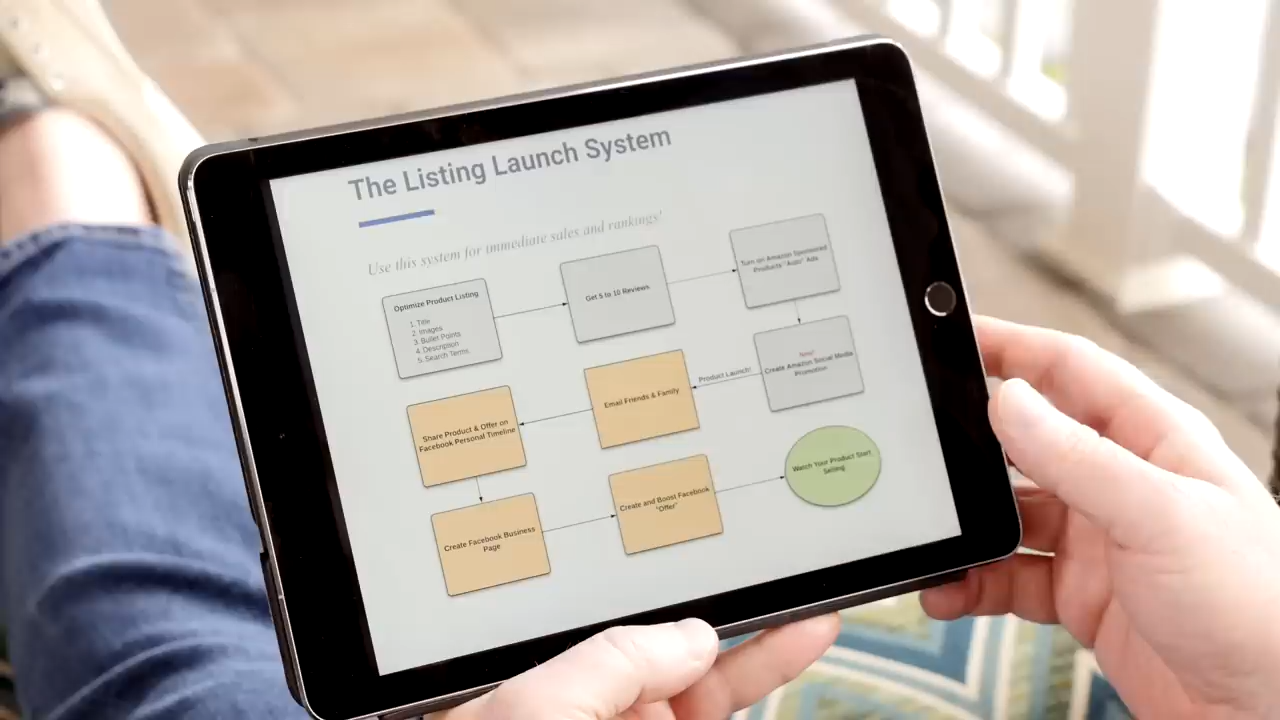 The Listing Launch System
Use this system for immediate sales and rankings!
Optimize Product Listing
1. Title
2. Images
3. Bullet Points
4. Description
5. Search Terms
Get 5 to 10 Reviews
Turn on Amazon Sponsored
Products "Auto" Ads
New!
Create Amazon Social Media
Promotion
Product Launch!
Email Friends & Family
Share Product & Offer on
Facebook Personal Timeline
Create Facebook Business
Page
Create and Boost Facebook
"Offer"
Watch Your Product Start
Selling